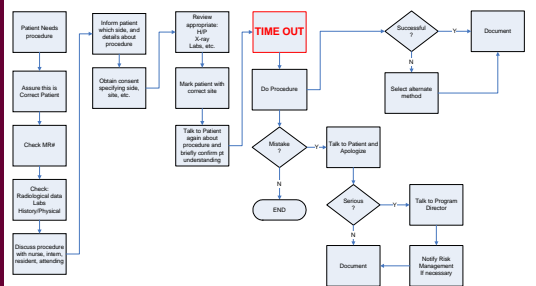 Patient Needs
procedure
Assure this is
Correct Patient
Check MR#
Check:
Radiological data
Labs
History/Physical
Discuss procedure
with nurse, intern,
resident, attending
Inform patient
which side, and
details about
procedure
Obtain consent
specifying side,
site, etc.
Review
appropriate:
H/P
X-ray
Labs, etc.
Mark patient with
correct site
Talk to Patient
again about
procedure and
briefly confirm pt
understanding
TIME OUT
Do Procedure
Mistake
?
Y
N
END
Talk to Patient and
Apologize
Serious
?
Y
N
Document
Talk to Program
Director
Notify Risk
Management
If necessary
Successful
?
Y
N
Document
Select alternate
method